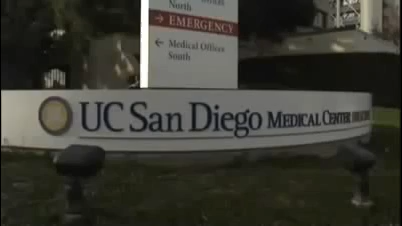 North
→ EMERGENCY
← Medical Offices
South
UC San Diego MEDICAL CENTER